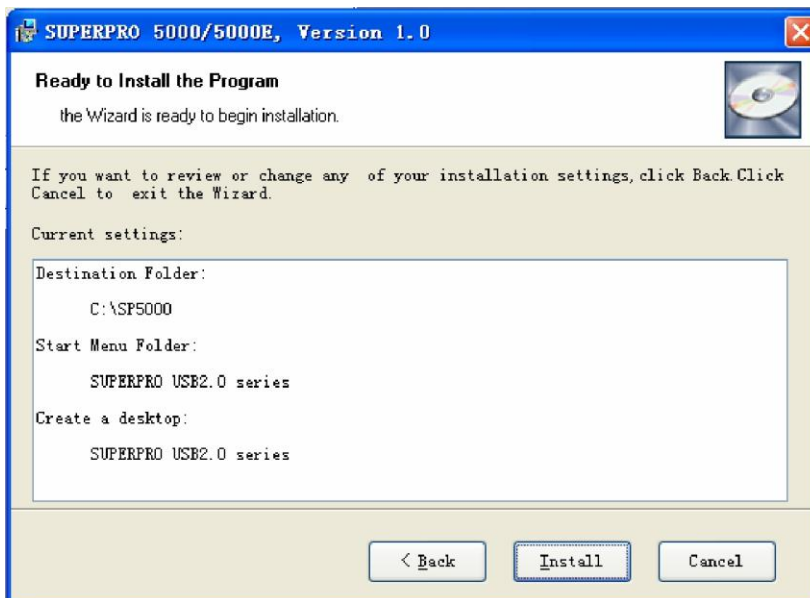 SUPERPRO 5000/5000E, Version 1.0
Ready to Install the Program
the Wizard is ready to begin installation.
If you want to review or change any  of your installation settings, click Back. Click
Cancel to  exit the Wizard.
Current settings:
Destination Folder:
C:\SP5000
Start Menu Folder:
SUPERPRO USB2.0 series
Create a desktop:
SUPERPRO USB2.0 series
< Back
Install
Cancel